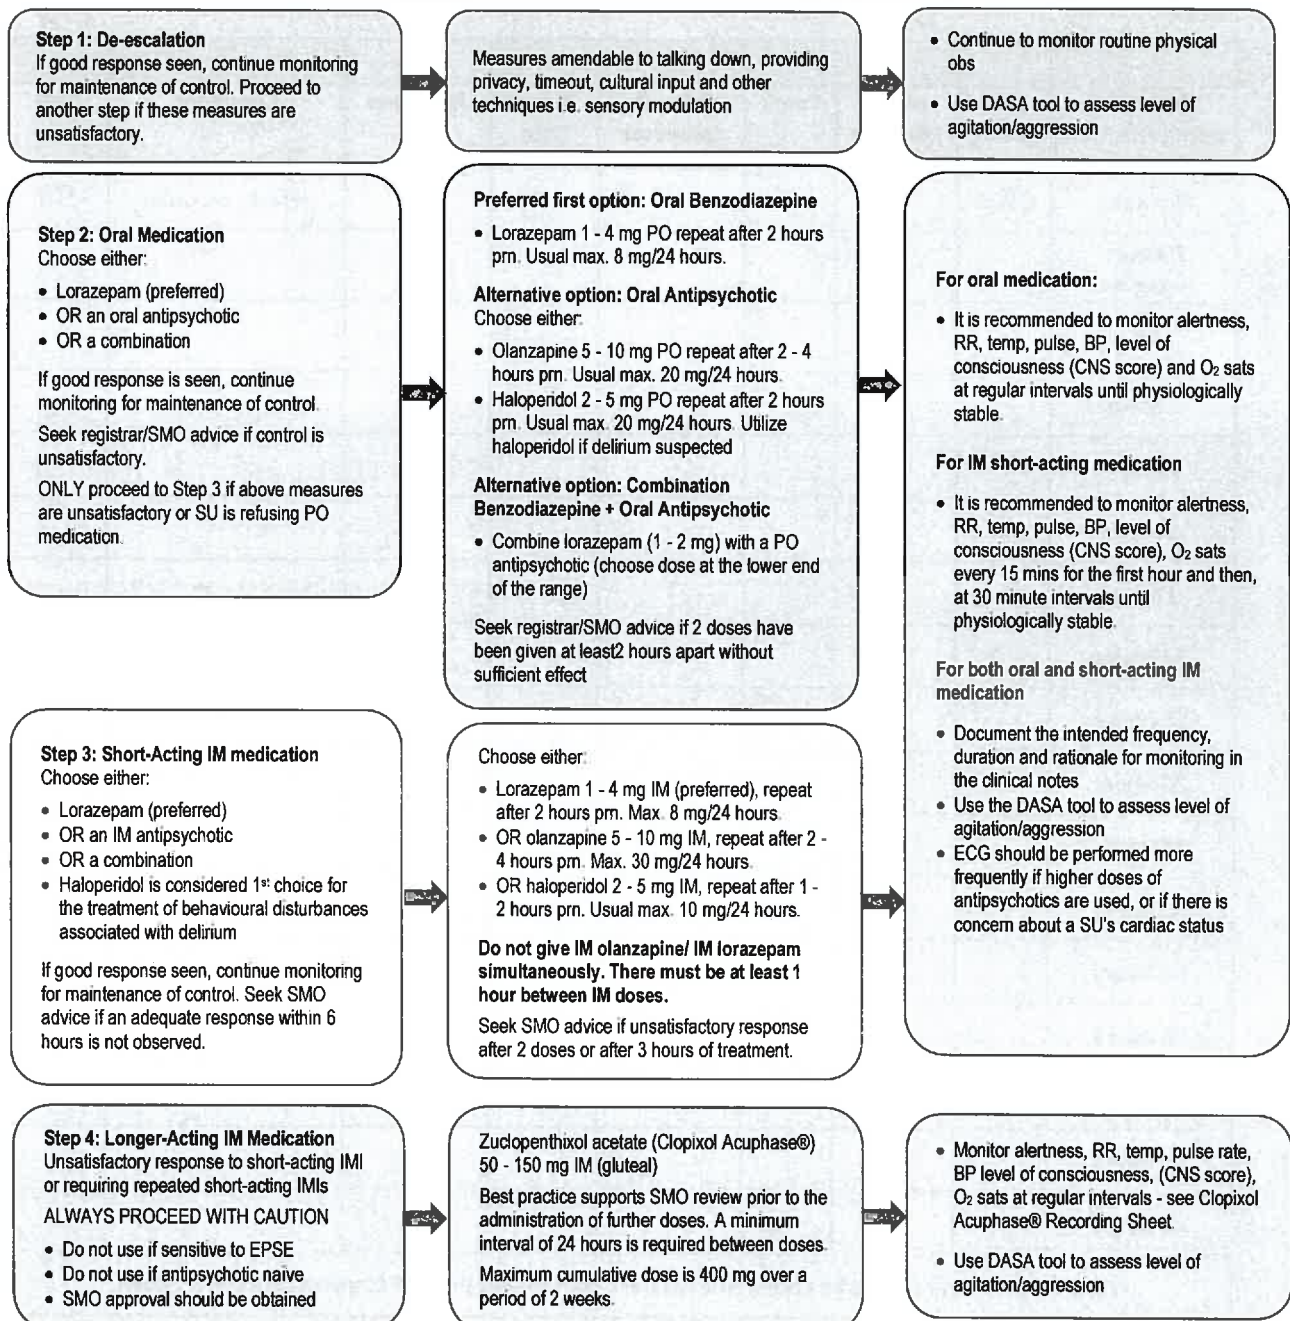 Step 1: De-escalation
If good response seen, continue monitoring
for maintenance of control. Proceed to
another step if these measures are
unsatisfactory.
Measures amendable to talking down, providing
privacy, timeout, cultural input and other
techniques i.e. sensory modulation
• Continue to monitor routine physical
obs
• Use DASA tool to assess level of
agitation/aggression
Step 2: Oral Medication
Choose either:
• Lorazepam (preferred)
• OR an oral antipsychotic
• OR a combination
If good response is seen, continue
monitoring for maintenance of control.
Seek registrar/SMO advice if control is
unsatisfactory.
ONLY proceed to Step 3 if above measures
are unsatisfactory or SU is refusing PO
medication.
Preferred first option: Oral Benzodiazepine
• Lorazepam 1 - 4 mg PO repeat after 2 hours
prn. Usual max. 8 mg/24 hours.
Alternative option: Oral Antipsychotic
Choose either:
• Olanzapine 5 - 10 mg PO repeat after 2 - 4
hours prn. Usual max. 20 mg/24 hours.
• Haloperidol 2 - 5 mg PO repeat after 2 hours
prn. Usual max. 20 mg/24 hours. Utilize
haloperidol if delirium suspected
Alternative option: Combination
Benzodiazepine + Oral Antipsychotic
• Combine lorazepam (1 - 2 mg) with a PO
antipsychotic (choose dose at the lower end
of the range)
Seek registrar/SMO advice if 2 doses have
been given at least2 hours apart without
sufficient effect
For oral medication:
• It is recommended to monitor alertness,
RR, temp, pulse, BP, level of
consciousness (CNS score) and O₂ sats
at regular intervals until physiologically
stable.
For IM short-acting medication
• It is recommended to monitor alertness,
RR, temp, pulse, BP, level of
consciousness (CNS score), O₂ sats
every 15 mins for the first hour and then,
at 30 minute intervals until
physiologically stable.
For both oral and short-acting IM
medication
• Document the intended frequency,
duration and rationale for monitoring in
the clinical notes
• Use the DASA tool to assess level of
agitation/aggression
• ECG should be performed more
frequently if higher doses of
antipsychotics are used, or if there is
concern about a SU's cardiac status
Step 3: Short-Acting IM medication
Choose either:
• Lorazepam (preferred)
• OR an IM antipsychotic
• OR a combination
• Haloperidol is considered 1st choice for
the treatment of behavioural disturbances
associated with delirium
If good response seen, continue monitoring
for maintenance of control. Seek SMO
advice if an adequate response within 6
hours is not observed.
Choose either:
• Lorazepam 1 - 4 mg IM (preferred), repeat
after 2 hours prn. Max. 8 mg/24 hours.
• OR olanzapine 5 - 10 mg IM, repeat after 2 -
4 hours prn. Max. 30 mg/24 hours.
• OR haloperidol 2 - 5 mg IM, repeat after 1 -
2 hours prn. Usual max. 10 mg/24 hours.
Do not give IM olanzapine/ IM lorazepam
simultaneously. There must be at least 1
hour between IM doses.
Seek SMO advice if unsatisfactory response
after 2 doses or after 3 hours of treatment.
Step 4: Longer-Acting IM Medication
Unsatisfactory response to short-acting IMI
or requiring repeated short-acting IMIs
ALWAYS PROCEED WITH CAUTION
• Do not use if sensitive to EPSE
• Do not use if antipsychotic naive
• SMO approval should be obtained
Zuclopenthixol acetate (Clopixol Acuphase®)
50 - 150 mg IM (gluteal)
Best practice supports SMO review prior to the
administration of further doses. A minimum
interval of 24 hours is required between doses.
Maximum cumulative dose is 400 mg over a
period of 2 weeks.
• Monitor alertness, RR, temp, pulse rate,
BP level of consciousness, (CNS score),
O₂ sats at regular intervals - see Clopixol
Acuphase® Recording Sheet.
• Use DASA tool to assess level of
agitation/aggression